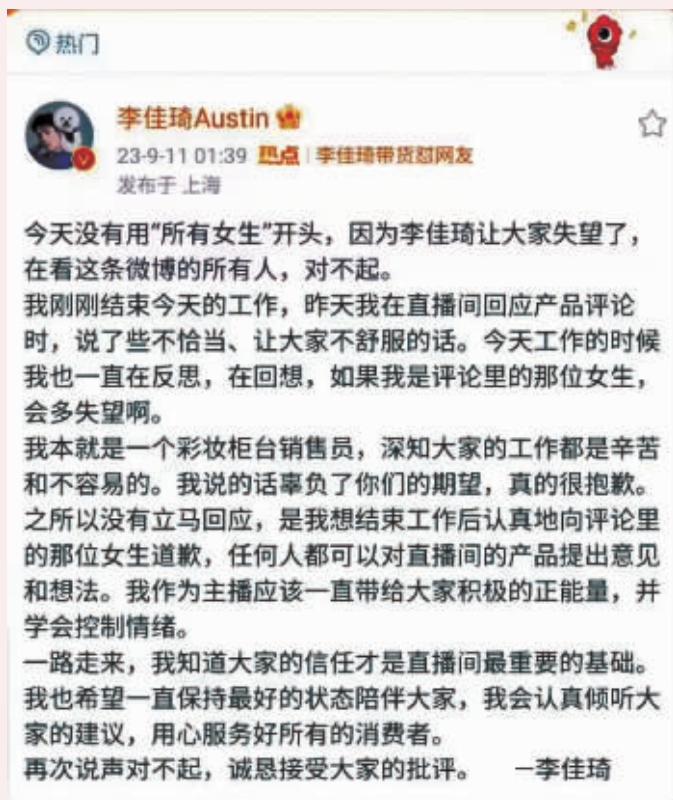 热门
李佳琦Austin
23-9-11 01:39 热点 | 李佳琦带货怼网友
发布于 上海
今天没有用“所有女生”开头，因为李佳琦让大家失望了，
在看这条微博的所有人，对不起。
我刚刚结束今天的工作，昨天我在直播间回应产品评论
时，说了些不恰当、让大家不舒服的话。今天工作的时候
我也一直在反思，在回想，如果我是评论里的那位女生，
会多失望啊。
我本就是一个彩妆柜台销售员，深知大家的工作都是辛苦
和不容易的。我说的话辜负了你们的期望，真的很抱歉。
之所以没有立马回应，是我想结束工作后认真地向评论里
的那位女生道歉，任何人都可以对直播间的产品提出意见
和想法。我作为主播应该一直带给大家积极的正能量，并
学会控制情绪。
一路走来，我知道大家的信任才是直播间最重要的基础。
我也希望一直保持最好的状态陪伴大家，我会认真倾听大
家的建议，用心服务好所有的消费者。
再次说声对不起，诚恳接受大家的批评。 —李佳琦